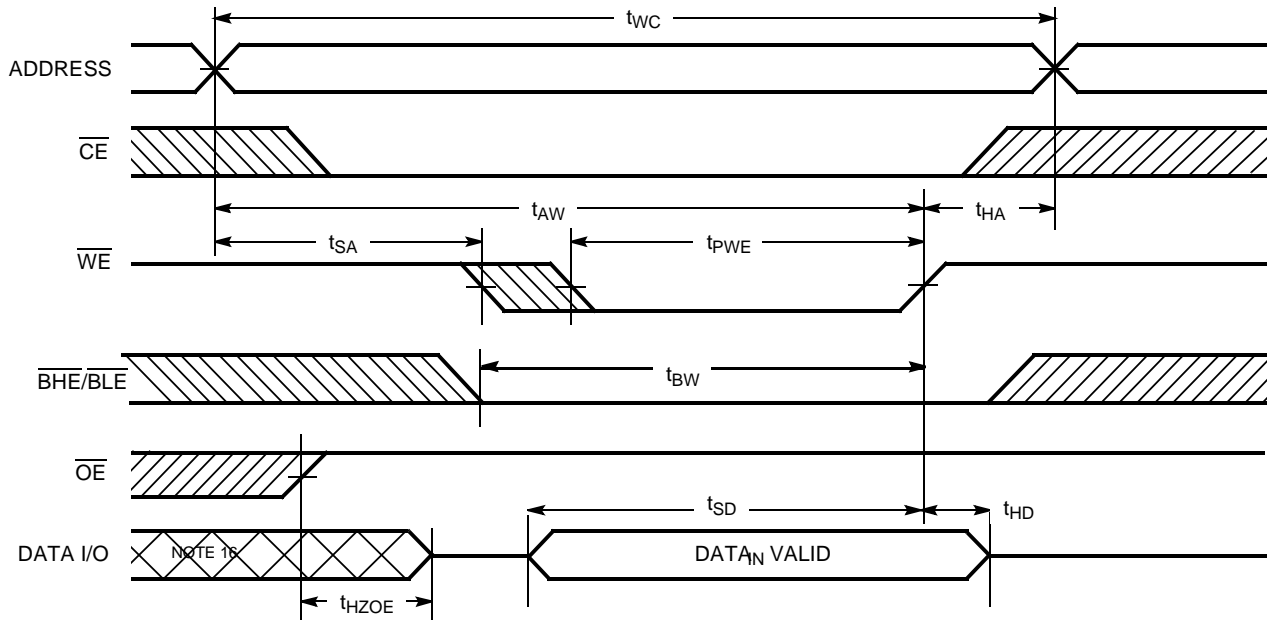 tWC
ADDRESS
CE
tAW
tHA
tSA
tPWE
WE
tBW
BHE/BLE
OE
tSD
tHD
DATA I/O
NOTE 16
DATAIN VALID
tHZOE